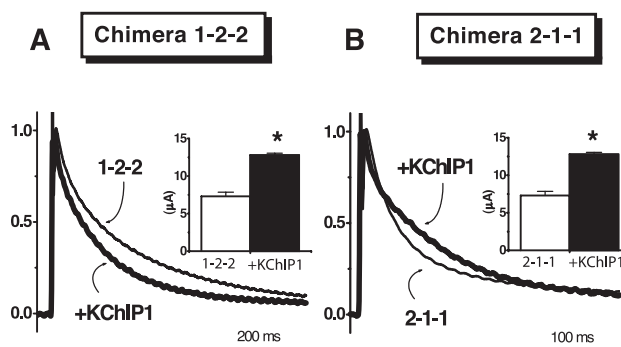 A
Chimera 1-2-2
B
Chimera 2-1-1
1.0
0.5
0.0
1-2-2
+KChIP1
200 ms
15
10
5
0
(µA)
*
1-2-2
+KChIP1
1.0
0.5
0.0
+KChIP1
2-1-1
100 ms
15
10
5
0
(µA)
*
2-1-1
+KChIP1